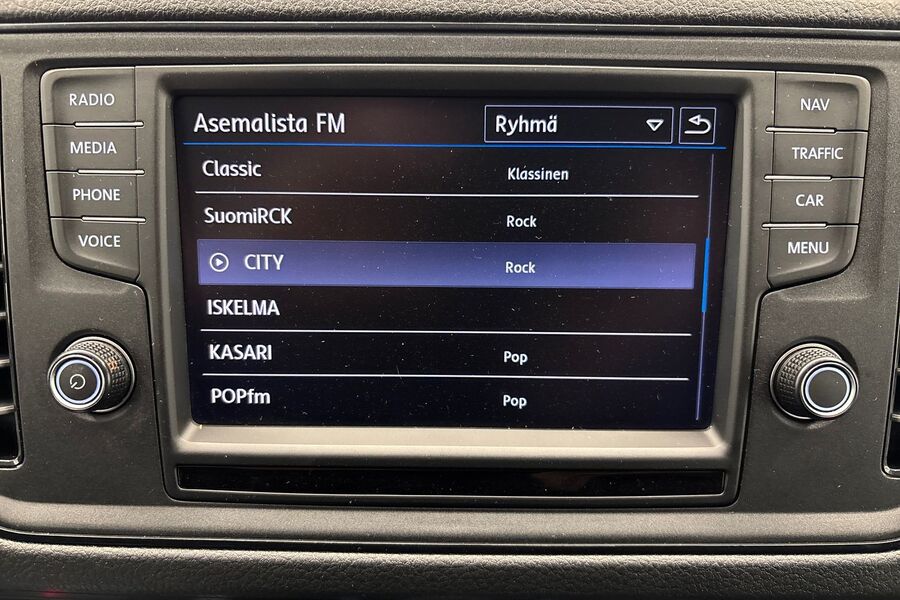 RADIO
MEDIA
PHONE
VOICE
Asemalista FM Ryhmä
Classic Klassinen
SuomiRCK Rock
CITY Rock
ISKELMA
KASARI Pop
POPfm Pop
NAV
TRAFFIC
CAR
MENU